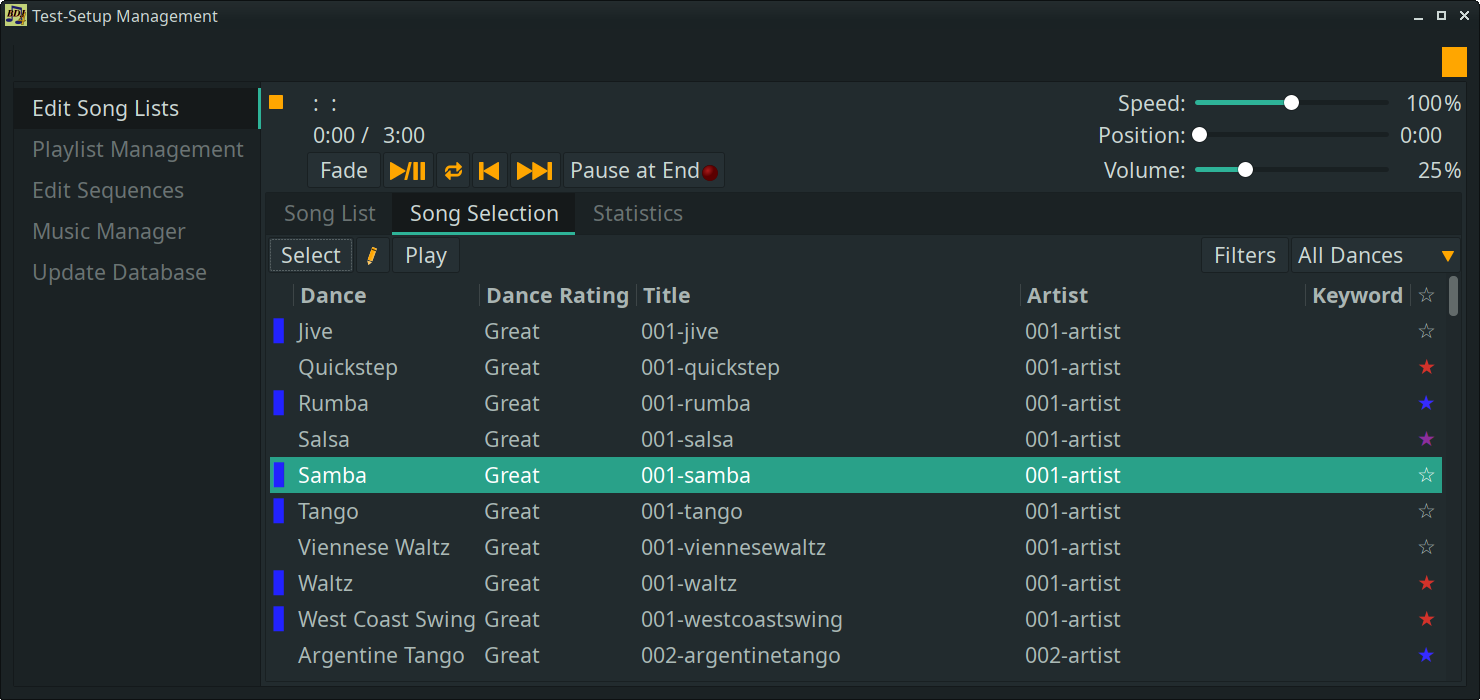 Test-Setup Management
Edit Song Lists
Playlist Management
Edit Sequences
Music Manager
Update Database
: :
0:00 / 3:00
Fade Pause at End
Speed: 100%
Position: 0:00
Volume: 25%
Song List Song Selection Statistics
Select Play Filters All Dances
Dance Dance Rating Title Artist Keyword ☆
Jive Great 001-jive 001-artist ☆
Quickstep Great 001-quickstep 001-artist ★
Rumba Great 001-rumba 001-artist ★
Salsa Great 001-salsa 001-artist ★
Samba Great 001-samba 001-artist ☆
Tango Great 001-tango 001-artist ☆
Viennese Waltz Great 001-viennesewaltz 001-artist ☆
Waltz Great 001-waltz 001-artist ★
West Coast Swing Great 001-westcoastswing 001-artist ★
Argentine Tango Great 002-argentinetango 002-artist ★